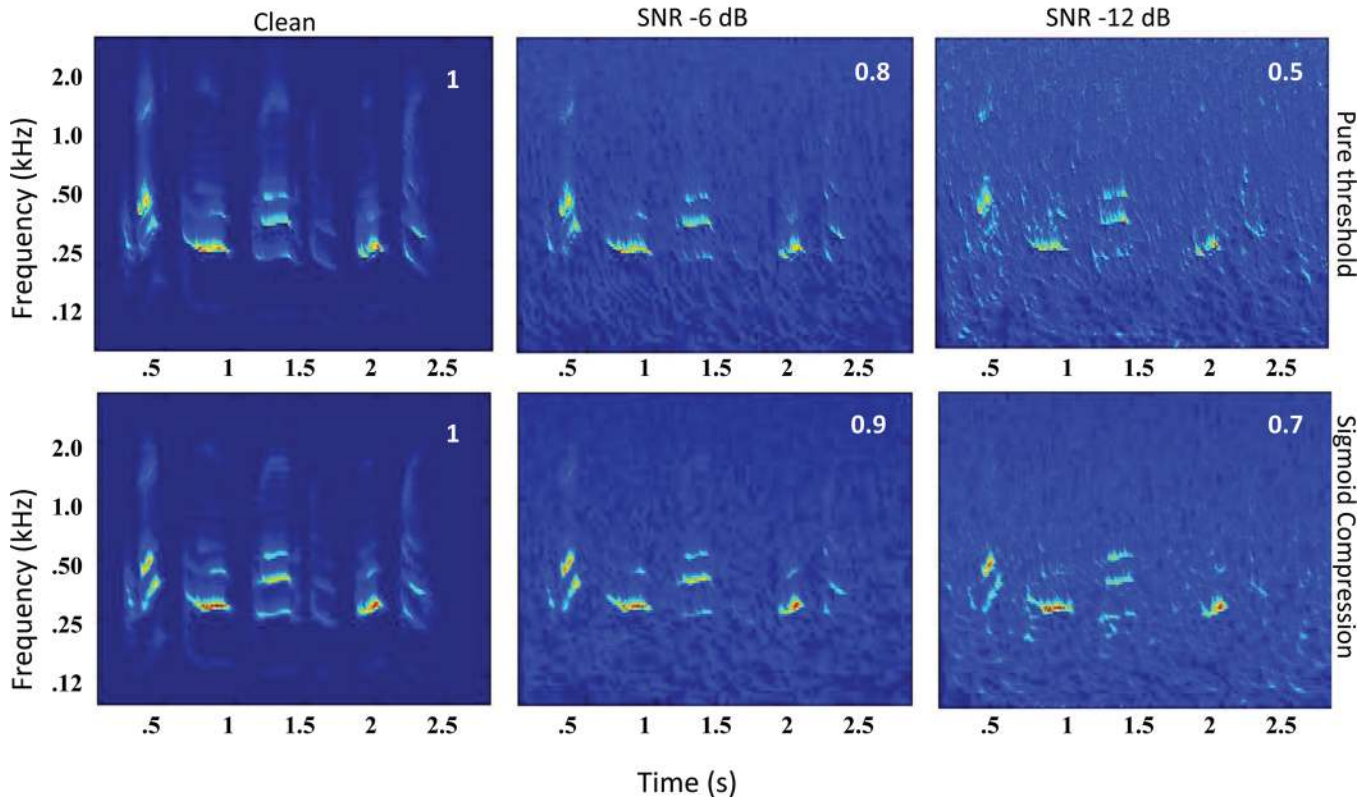 Clean
SNR -6 dB
SNR -12 dB
Frequency (kHz)
2.0
1.0
.50
.25
.12
1
0.8
0.5
Pure threshold
.5 1 1.5 2 2.5
.5 1 1.5 2 2.5
.5 1 1.5 2 2.5
Frequency (kHz)
2.0
1.0
.50
.25
.12
1
0.9
0.7
Sigmoid Compression
.5 1 1.5 2 2.5
.5 1 1.5 2 2.5
.5 1 1.5 2 2.5
Time (s)